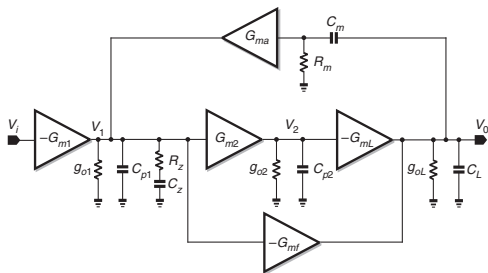 C_m
G_ma
R_m
V_i
-G_m1
V_1
G_m2
V_2
-G_mL
V_0
g_o1
C_p1
R_z
C_z
g_o2
C_p2
g_oL
C_L
-G_mf